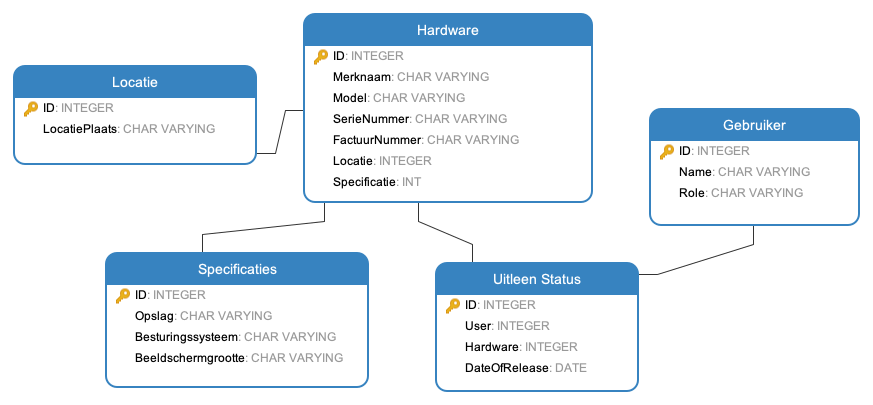 Hardware
ID: INTEGER
Merknaam: CHAR VARYING
Model: CHAR VARYING
SerieNummer: CHAR VARYING
FactuurNummer: CHAR VARYING
Locatie: INTEGER
Specificatie: INT
Locatie
ID: INTEGER
LocatiePlaats: CHAR VARYING
Gebruiker
ID: INTEGER
Name: CHAR VARYING
Role: CHAR VARYING
Specificaties
ID: INTEGER
Opslag: CHAR VARYING
Besturingssysteem: CHAR VARYING
Beeldschermgrootte: CHAR VARYING
Uitleen Status
ID: INTEGER
User: INTEGER
Hardware: INTEGER
DateOfRelease: DATE